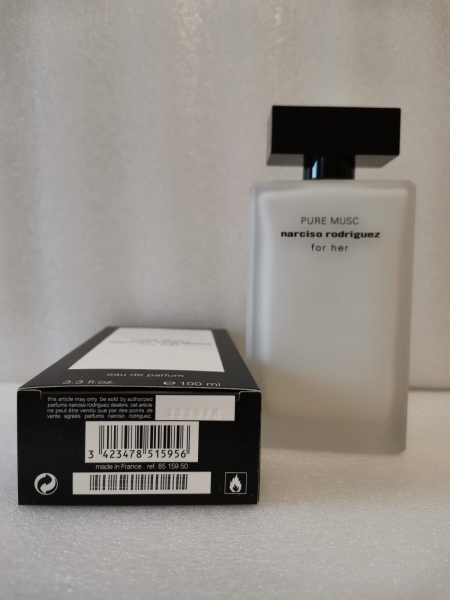 PURE MUSC
narciso rodriguez
for her
eau de parfum
3.3 fl.oz. ℮ 100 ml
this article may only be sold by authorized
parfums narciso rodriguez dealers. cet article
ne peut être vendu que par des points de
vente agréés parfums narciso rodriguez.
3 423478 515956
made in France - ref. 85 159 50